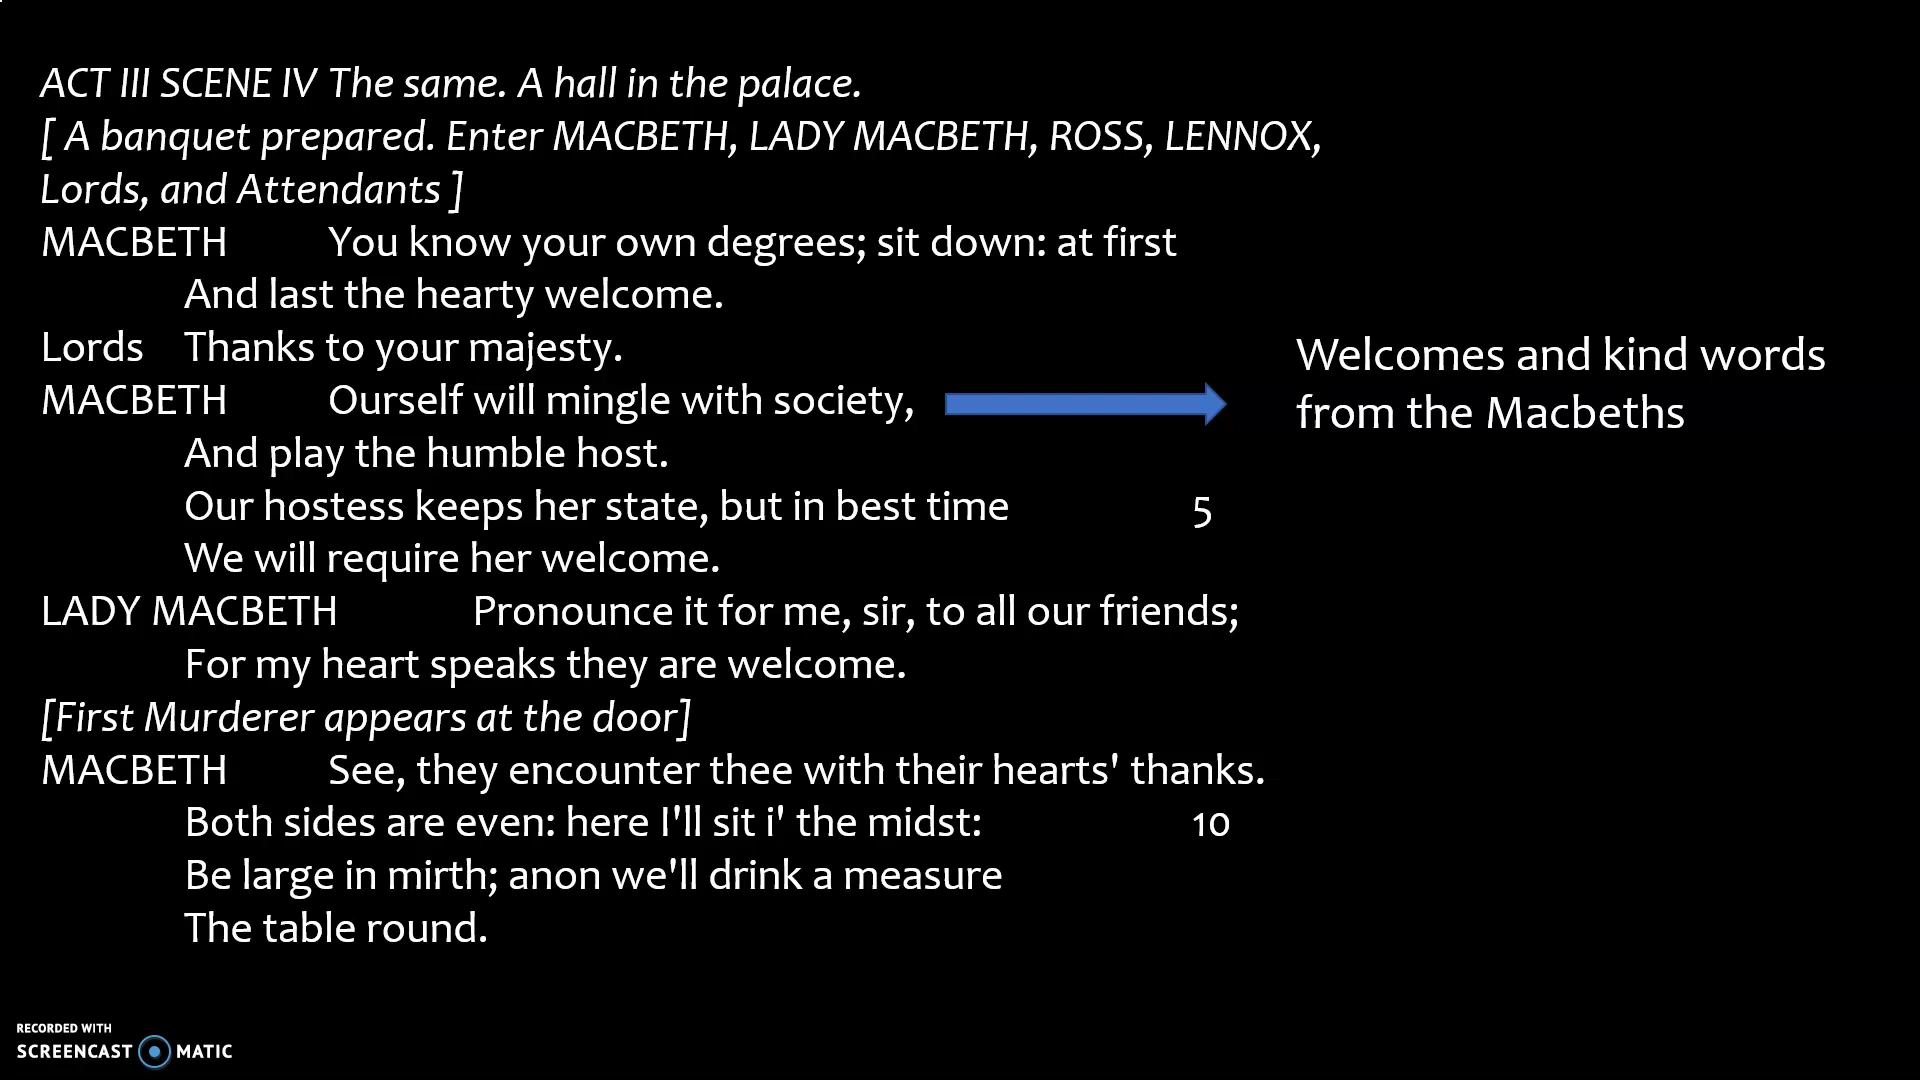 ACT III SCENE IV The same. A hall in the palace.
[ A banquet prepared. Enter MACBETH, LADY MACBETH, ROSS, LENNOX,
Lords, and Attendants ]
MACBETH You know your own degrees; sit down: at first
And last the hearty welcome.
Lords Thanks to your majesty.
MACBETH Ourself will mingle with society,
And play the humble host.
Our hostess keeps her state, but in best time 5
We will require her welcome.
LADY MACBETH Pronounce it for me, sir, to all our friends;
For my heart speaks they are welcome.
[First Murderer appears at the door]
MACBETH See, they encounter thee with their hearts' thanks.
Both sides are even: here I'll sit i' the midst: 10
Be large in mirth; anon we'll drink a measure
The table round.
Welcomes and kind words
from the Macbeths
RECORDED WITH
SCREENCAST MATIC